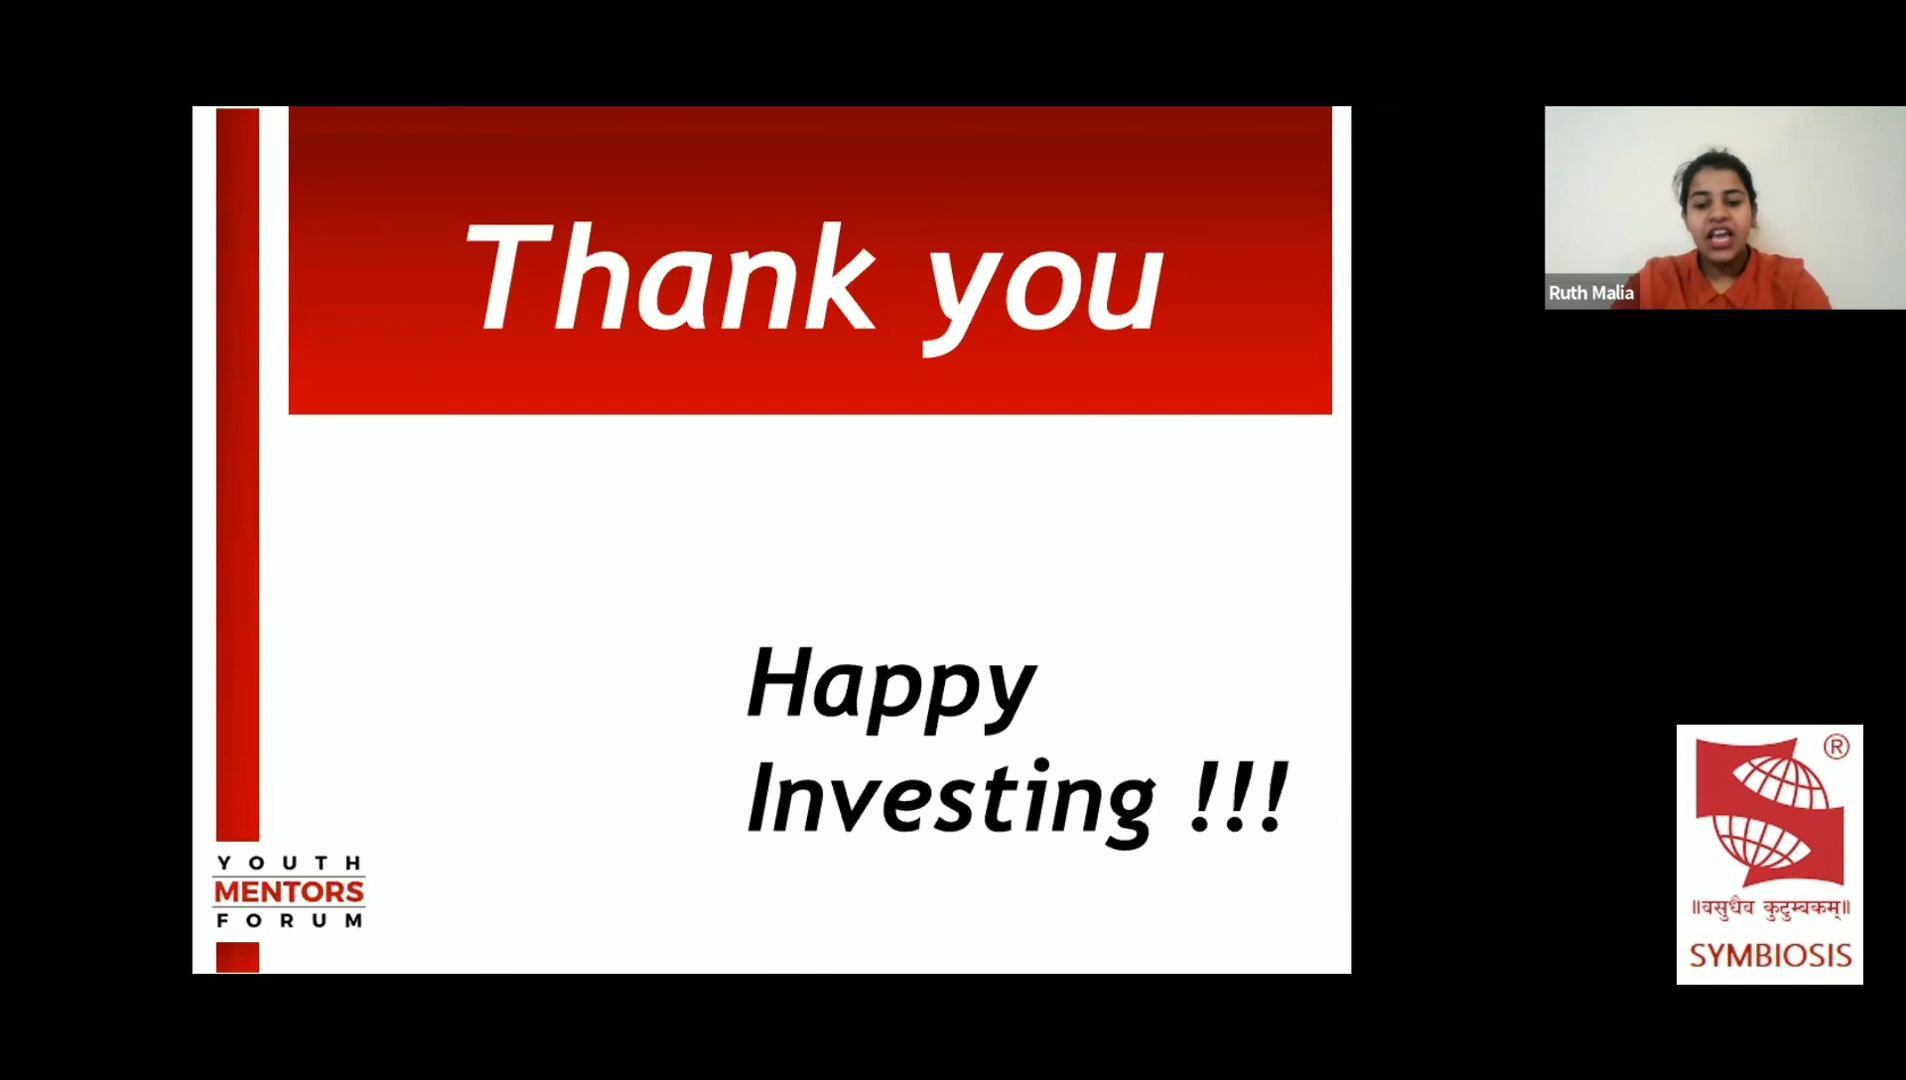 Thank you
Happy
Investing !!!
YOUTH
MENTORS
FORUM
Ruth Malia
®
॥वसुधैव कुटुम्बकम्॥
SYMBIOSIS